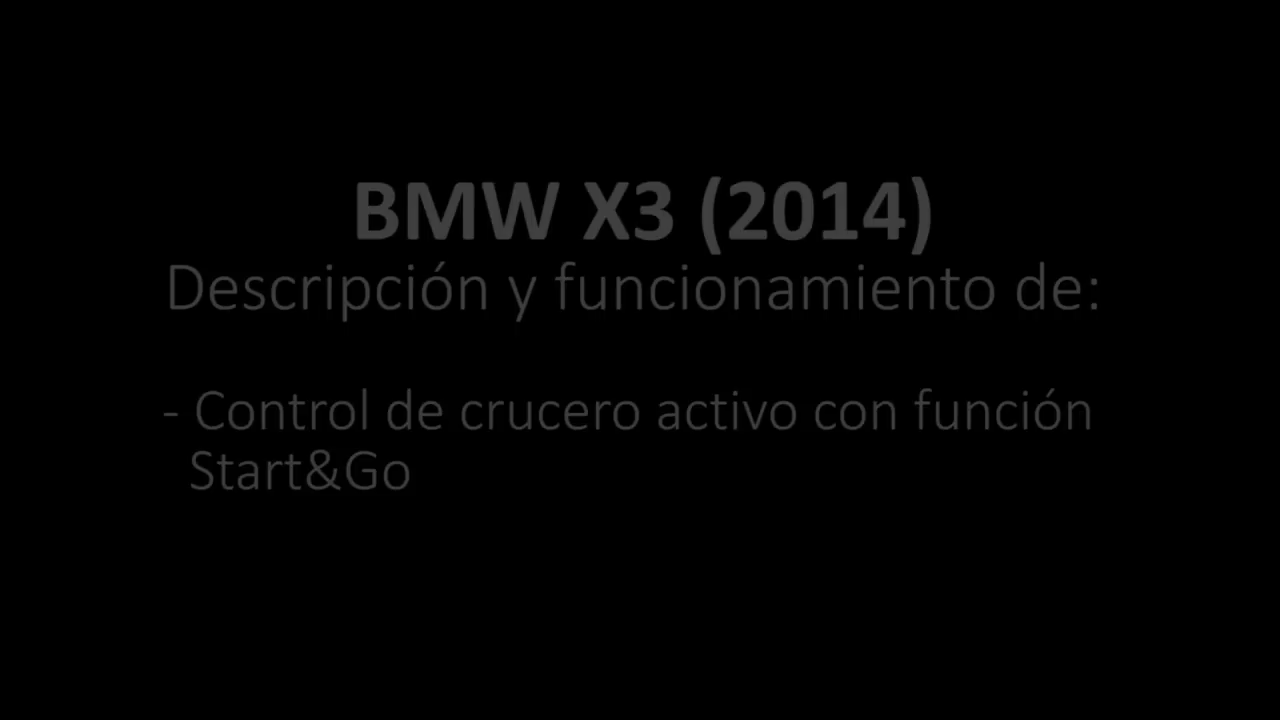 BMW X3 (2014)
Descripción y funcionamiento de:
- Control de crucero activo con función
Start&Go